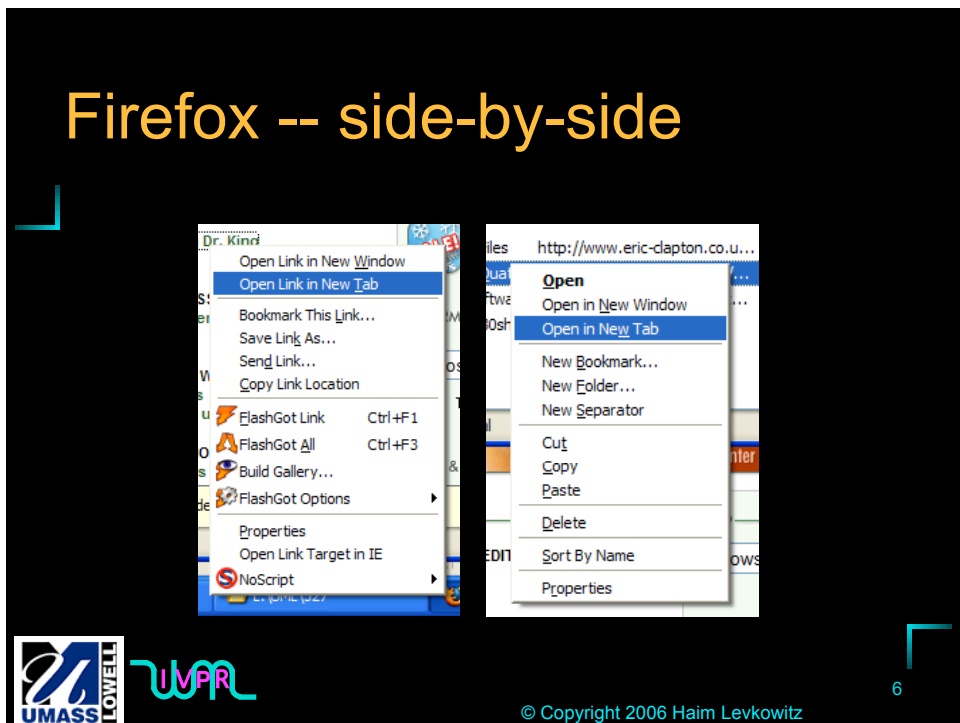 Firefox -- side-by-side
Dr. King
Open Link in New Window
Open Link in New Tab
Bookmark This Link...
Save Link As...
Send Link...
Copy Link Location
FlashGot Link Ctrl+F1
FlashGot All Ctrl+F3
Build Gallery...
FlashGot Options
Properties
Open Link Target in IE
NoScript
http://www.eric-clapton.co.u...
Open
Open in New Window
Open in New Tab
New Bookmark...
New Folder...
New Separator
Cut
Copy
Paste
Delete
Sort By Name
Properties
UMASS
LOWELL
IVPR
6
© Copyright 2006 Haim Levkowitz